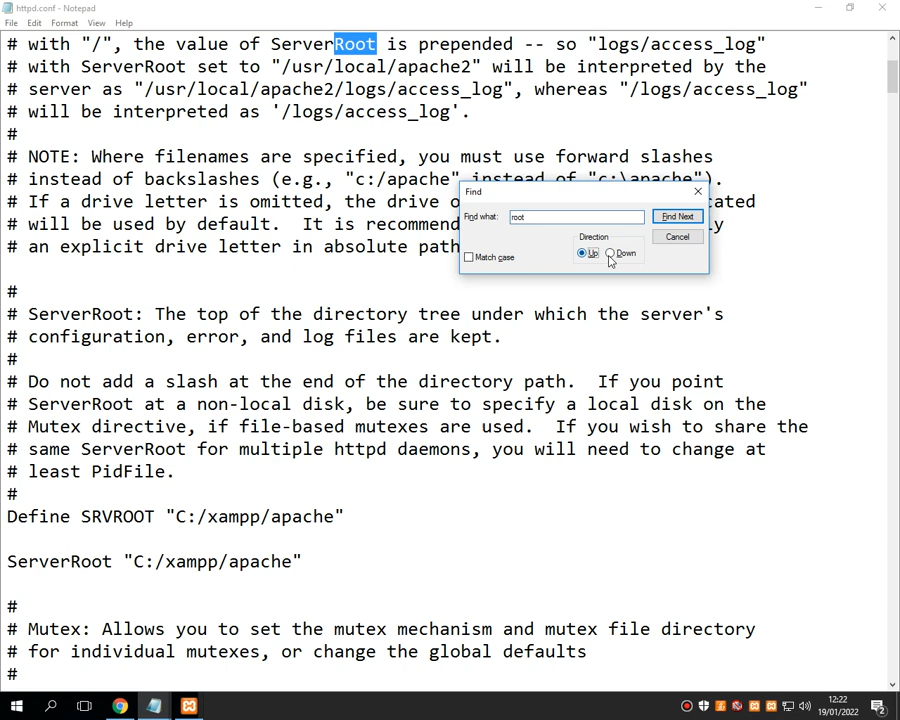 httpd.conf - Notepad
File Edit Format View Help
# with "/", the value of ServerRoot is prepended -- so "logs/access_log"
# with ServerRoot set to "/usr/local/apache2" will be interpreted by the
# server as "/usr/local/apache2/logs/access_log", whereas "/logs/access_log"
# will be interpreted as '/logs/access_log'.
#
# NOTE: Where filenames are specified, you must use forward slashes
# instead of backslashes (e.g., "c:/apache" instead of "c:\apache").
# If a drive letter is omitted, the drive
# will be used by default.  It is recommend
# an explicit drive letter in absolute path
Find
Find what: root
Find Next
Direction
Cancel
Match case
Up Down
#
# ServerRoot: The top of the directory tree under which the server's
# configuration, error, and log files are kept.
#
# Do not add a slash at the end of the directory path.  If you point
# ServerRoot at a non-local disk, be sure to specify a local disk on the
# Mutex directive, if file-based mutexes are used.  If you wish to share the
# same ServerRoot for multiple httpd daemons, you will need to change at
# least PidFile.
#
Define SRVROOT "C:/xampp/apache"
ServerRoot "C:/xampp/apache"
#
# Mutex: Allows you to set the mutex mechanism and mutex file directory
# for individual mutexes, or change the global defaults
#
12:22
19/01/2022
2